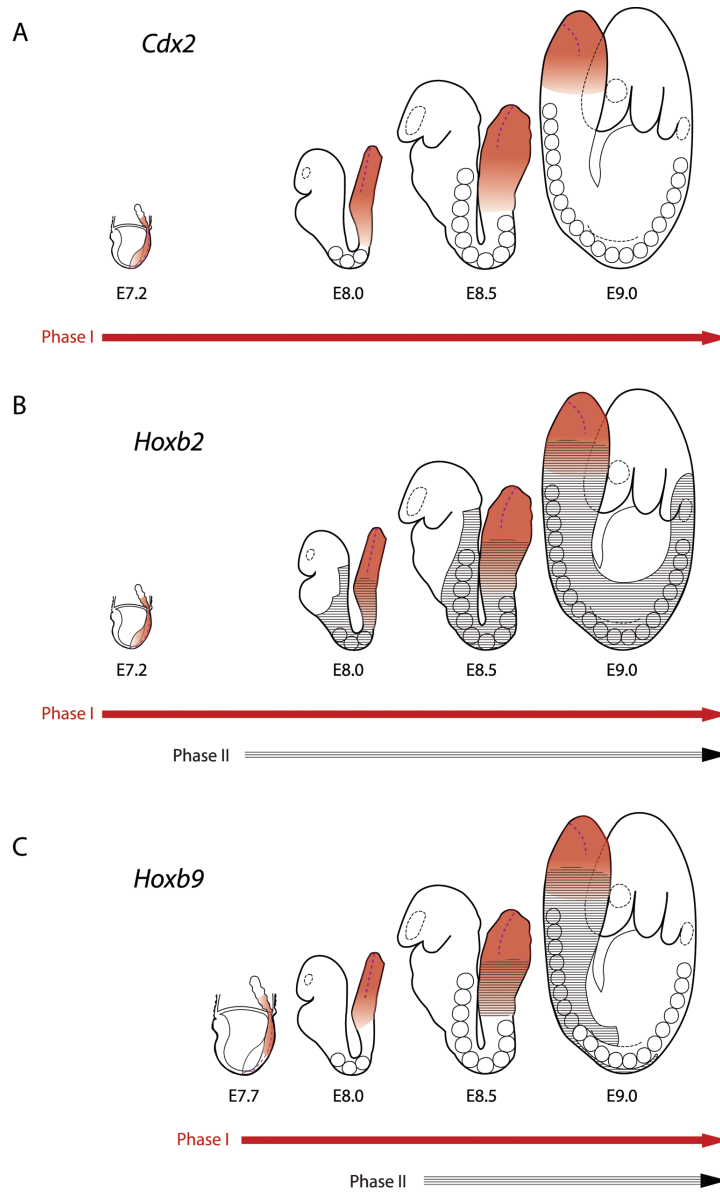 A
Cdx2
E7.2 E8.0 E8.5 E9.0
Phase I
B
Hoxb2
E7.2 E8.0 E8.5 E9.0
Phase I
Phase II
C
Hoxb9
E7.7 E8.0 E8.5 E9.0
Phase I
Phase II